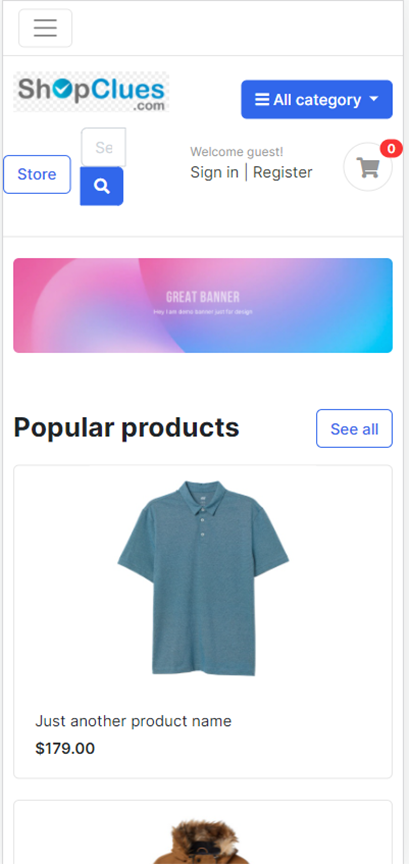 ShopClues
.com
All category
Se
Store
Welcome guest!
Sign in | Register
0
GREAT BANNER
Hey I am demo banner just for design
Popular products
See all
Just another product name
$179.00